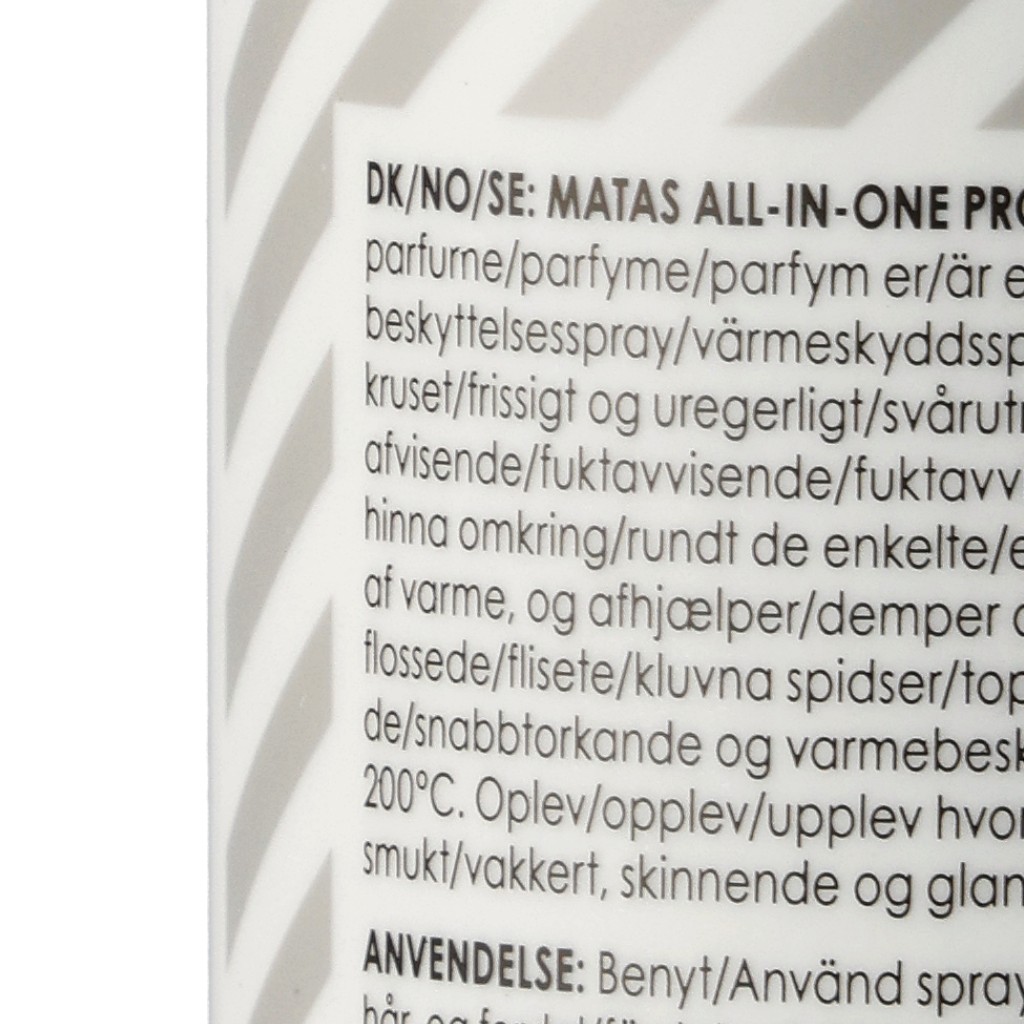 DK/NO/SE: MATAS ALL-IN-ONE PRO
parfume/parfyme/parfym er/är e
beskyttelsesspray/värmeskyddssp
kruset/frissigt og uregerligt/svårut
afvisende/fuktavvisende/fuktavv
hinna omkring/rundt de enkelte/e
af varme, og afhjælper/demper
flossede/flisete/kluvna spidser/top
de/snabbtorkande og varmebesk
200°C. Oplev/opplev/upplev hvor
smukt/vakkert, skinnende og glan
ANVENDELSE: Benyt/Använd spray
hår, og